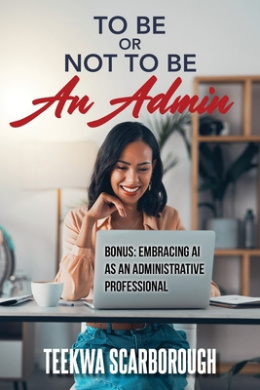 TO BE
OR
NOT TO BE
An Admin
BONUS: EMBRACING AI
AS AN ADMINISTRATIVE
PROFESSIONAL
TEEKWA SCARBOROUGH